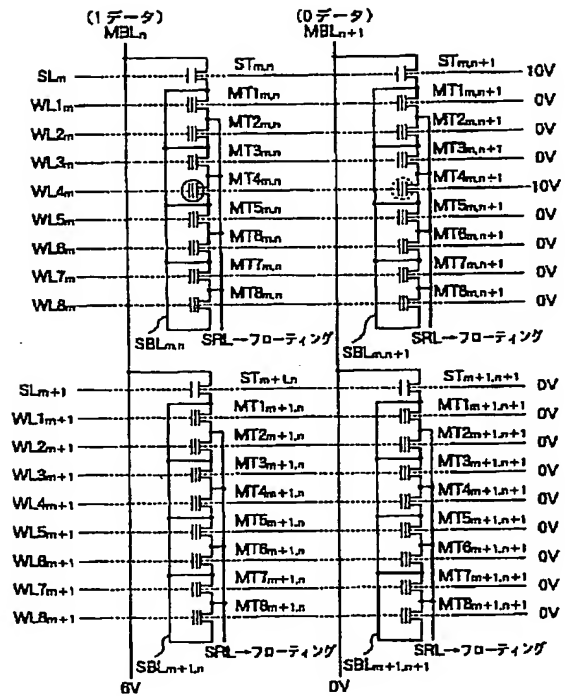 (1データ) (0データ)
MBLn MBLn+1
SLm STm,n STm,n+1 10V
WL1m MT1m,n MT1m,n+1 0V
WL2m MT2m,n MT2m,n+1 0V
WL3m MT3m,n MT3m,n+1 0V
WL4m MT4m,n MT4m,n+1 -10V
WL5m MT5m,n MT5m,n+1 0V
WL6m MT6m,n MT6m,n+1 0V
WL7m MT7m,n MT7m,n+1 0V
WL8m MT8m,n MT8m,n+1 0V
SBLm,n SRL→フローティング SBLm,n+1 SRL→フローティング
SLm+1 STm+1,n STm+1,n+1 0V
WL1m+1 MT1m+1,n MT1m+1,n+1 0V
WL2m+1 MT2m+1,n MT2m+1,n+1 0V
WL3m+1 MT3m+1,n MT3m+1,n+1 0V
WL4m+1 MT4m+1,n MT4m+1,n+1 0V
WL5m+1 MT5m+1,n MT5m+1,n+1 0V
WL6m+1 MT6m+1,n MT6m+1,n+1 0V
WL7m+1 MT7m+1,n MT7m+1,n+1 0V
WL8m+1 MT8m+1,n MT8m+1,n+1 0V
SBLm+1,n SRL→フローティング SBLm+1,n+1 SRL→フローティング
6V 0V